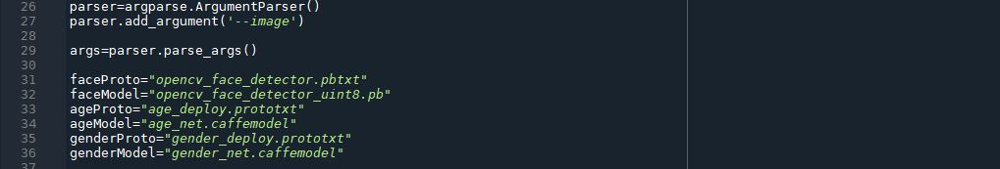 26 parser=argparse.ArgumentParser()
27 parser.add_argument('--image')
28
29 args=parser.parse_args()
30
31 faceProto="opencv_face_detector.pbtxt"
32 faceModel="opencv_face_detector_uint8.pb"
33 ageProto="age_deploy.prototxt"
34 ageModel="age_net.caffemodel"
35 genderProto="gender_deploy.prototxt"
36 genderModel="gender_net.caffemodel"
37